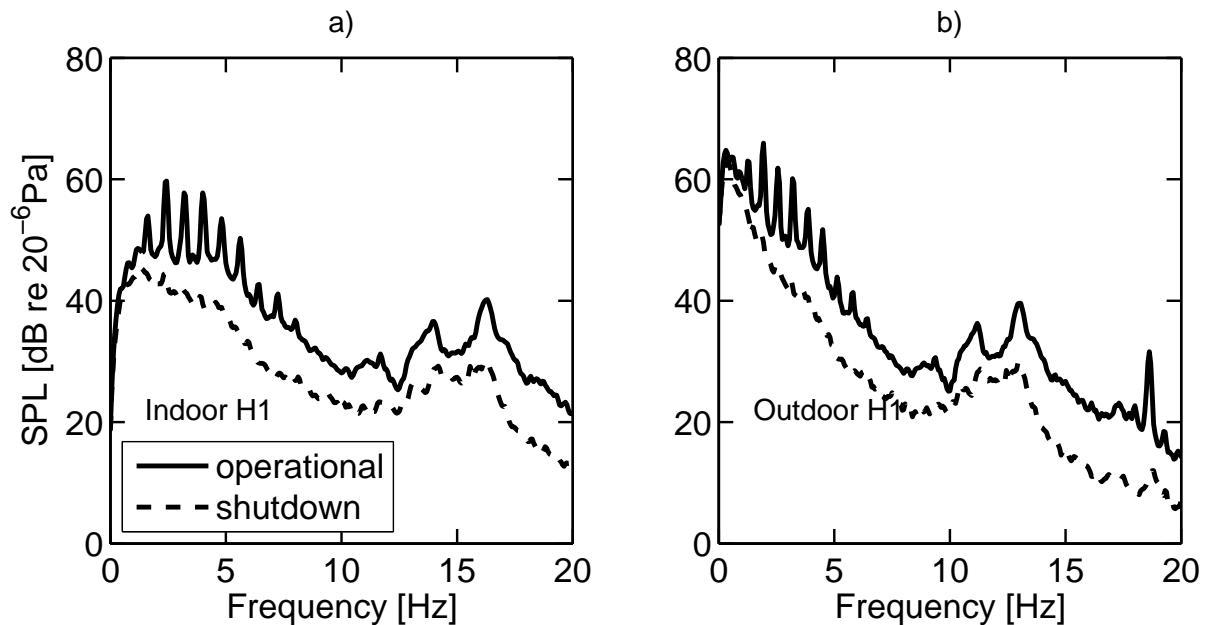 a)
SPL [dB re 20⁻⁶Pa]
80
60
40
20
0
Indoor H1
operational
shutdown
0 5 10 15 20
Frequency [Hz]
b)
80
60
40
20
0
Outdoor H1
0 5 10 15 20
Frequency [Hz]